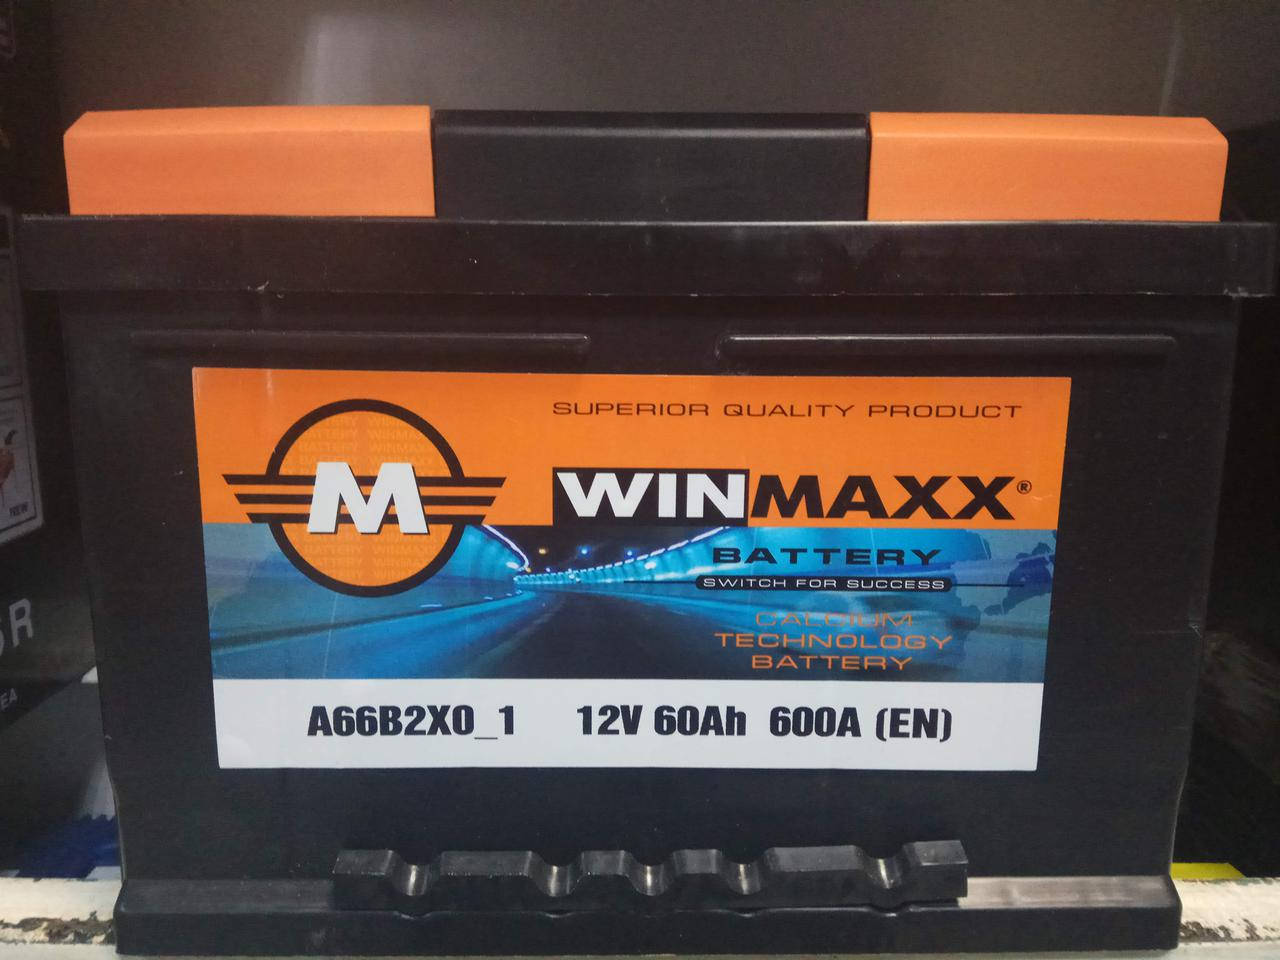 SUPERIOR QUALITY PRODUCT
M
WINMAXX®
BATTERY
SWITCH FOR SUCCESS
CALCIUM
TECHNOLOGY
BATTERY
A66B2X0_1 12V 60Ah 600A (EN)